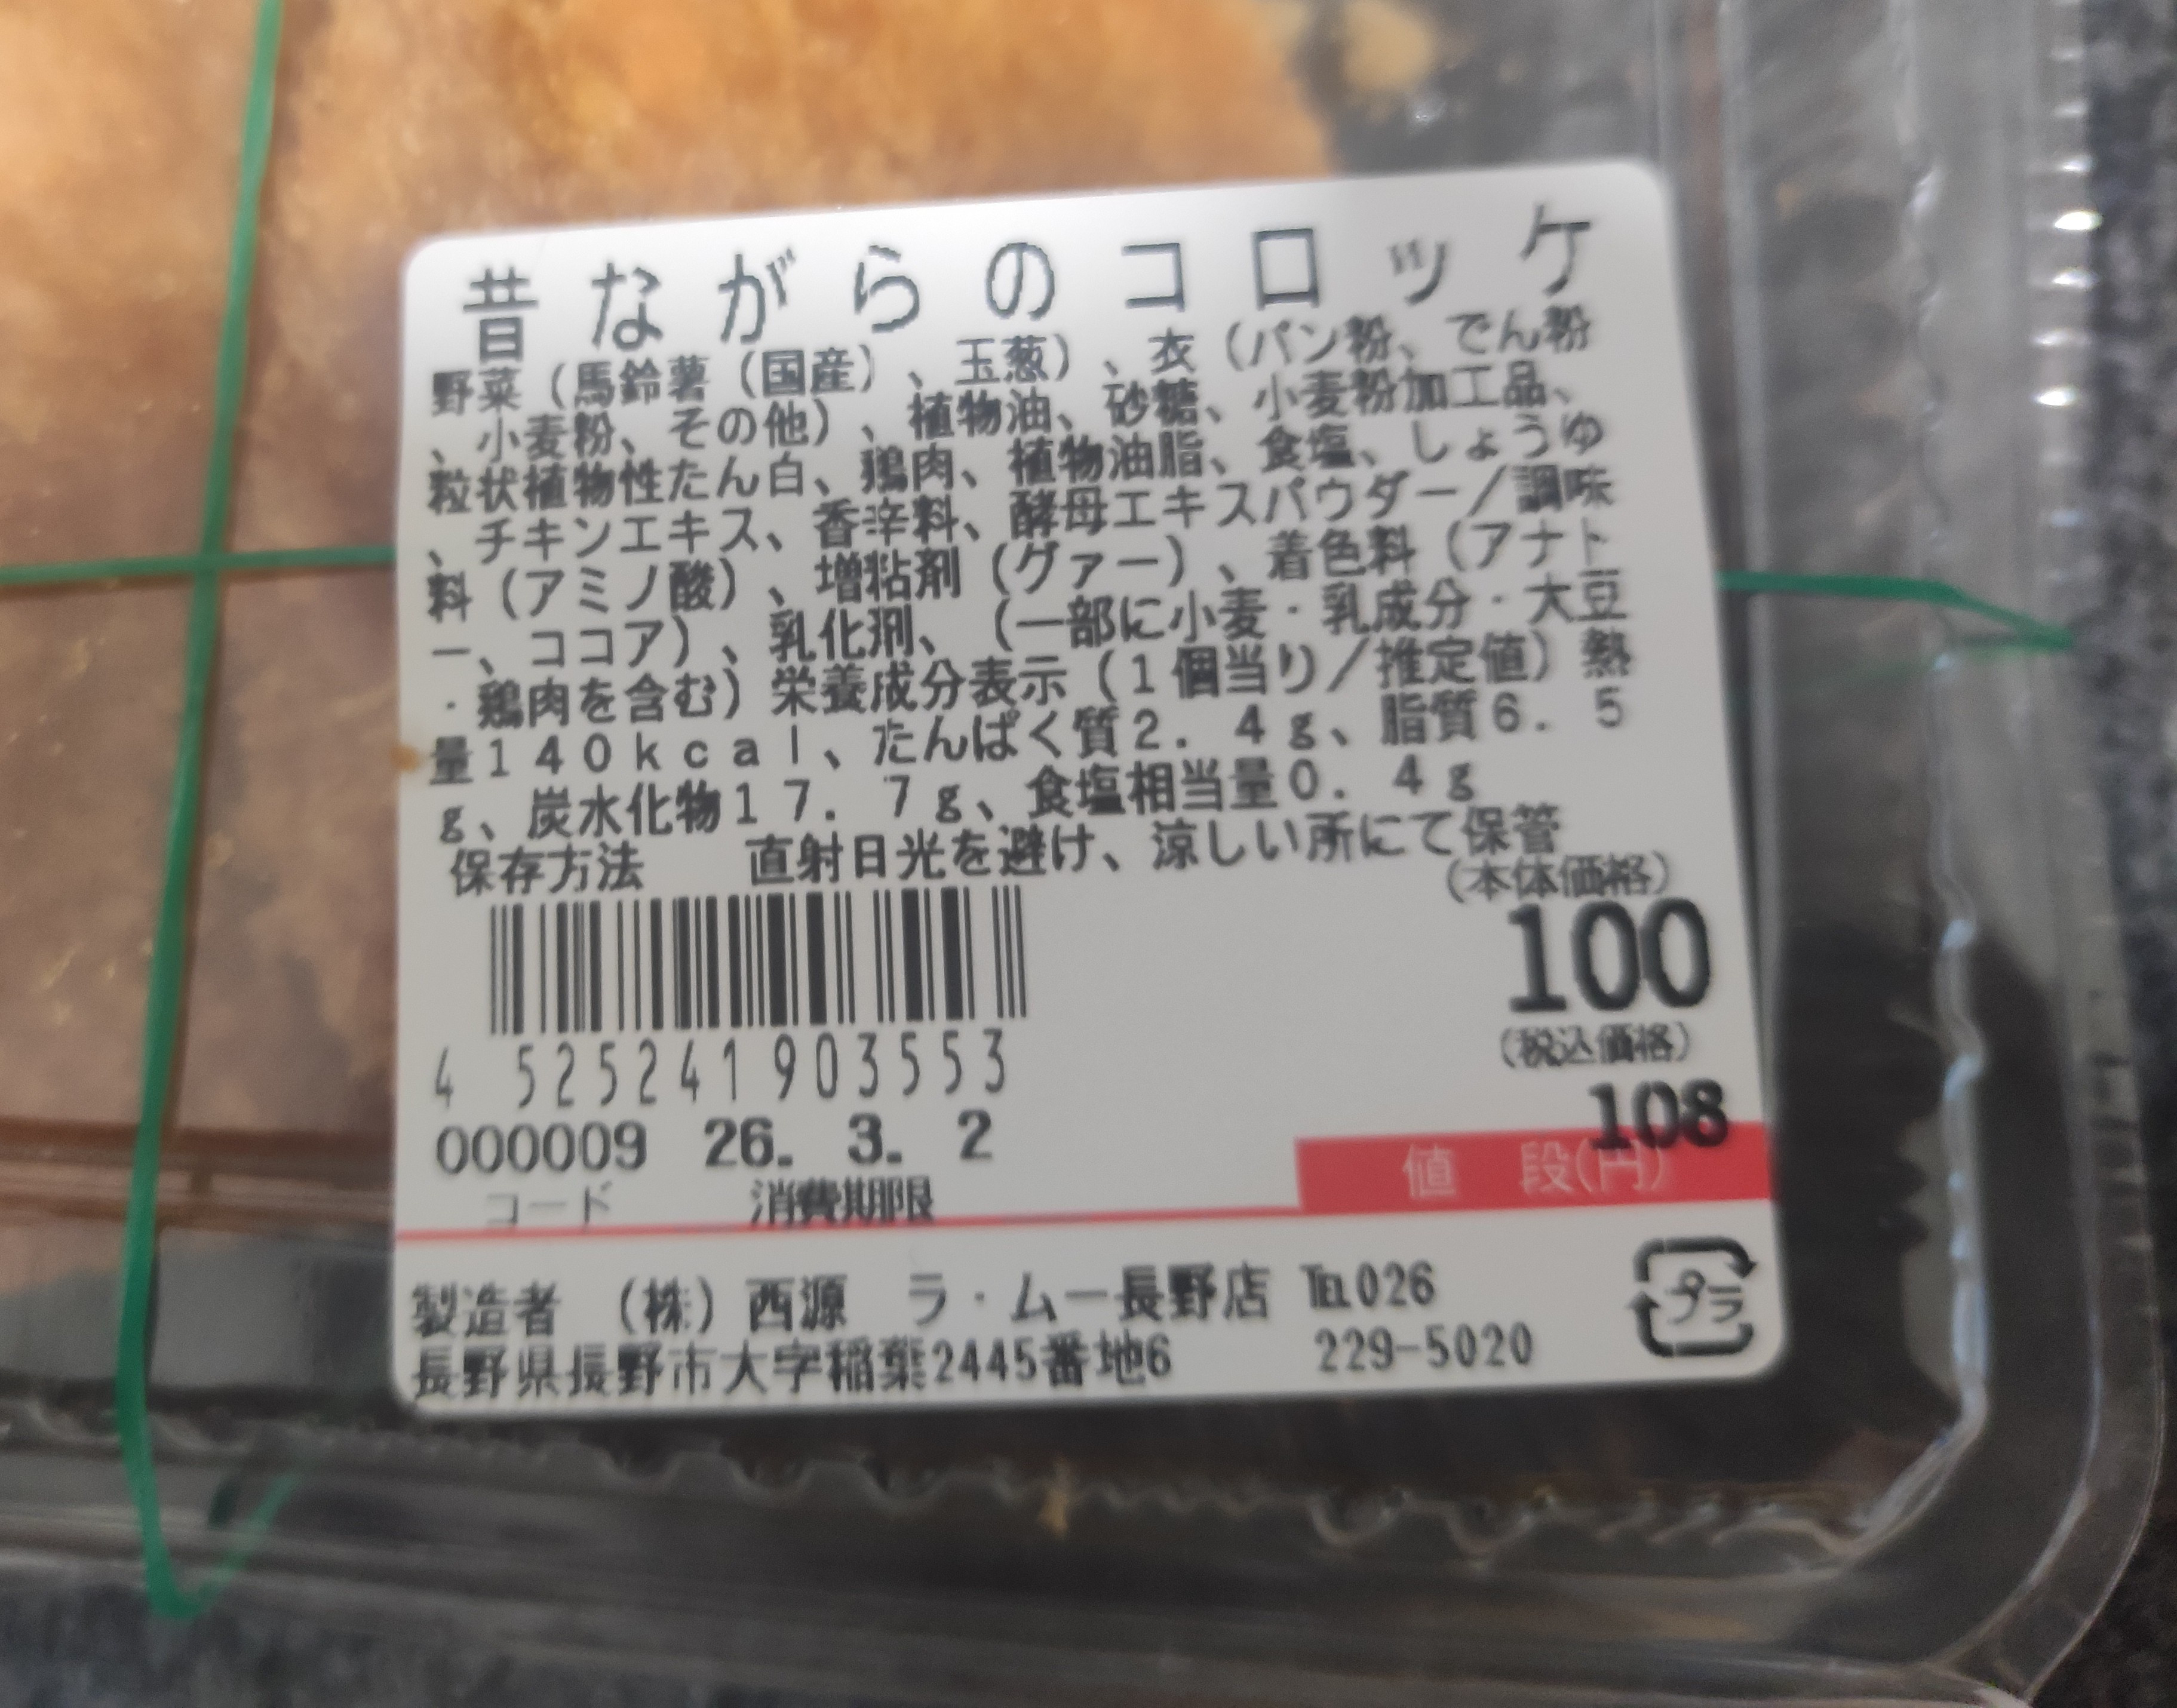 昔ながらのコロッケ
野菜（馬鈴薯（国産）、玉葱）、衣（パン粉、でん粉
、小麦粉、その他）、植物油、砂糖、小麦粉加工品、
粒状植物性たん白、鶏肉、植物油脂、食塩、しょうゆ
、チキンエキス、香辛料、酵母エキスパウダー／調味
料（アミノ酸）、増粘剤（グァー）、着色料（アナト
ー、ココア）、乳化剤、（一部に小麦・乳成分・大豆
・鶏肉を含む）栄養成分表示（1個当り／推定値）熱
量140kcal、たんぱく質2．4g、脂質6．5
g、炭水化物17．7g、食塩相当量0．4g
保存方法　直射日光を避け、涼しい所にて保管
（本体価格）
100
（税込価格）
108
4 525241 903553
000009 26. 3. 2
コード 消費期限
値段(円)
製造者 （株）西源 ラ・ムー長野店 ℡026
長野県長野市大字稲葉2445番地6 229-5020
プラ